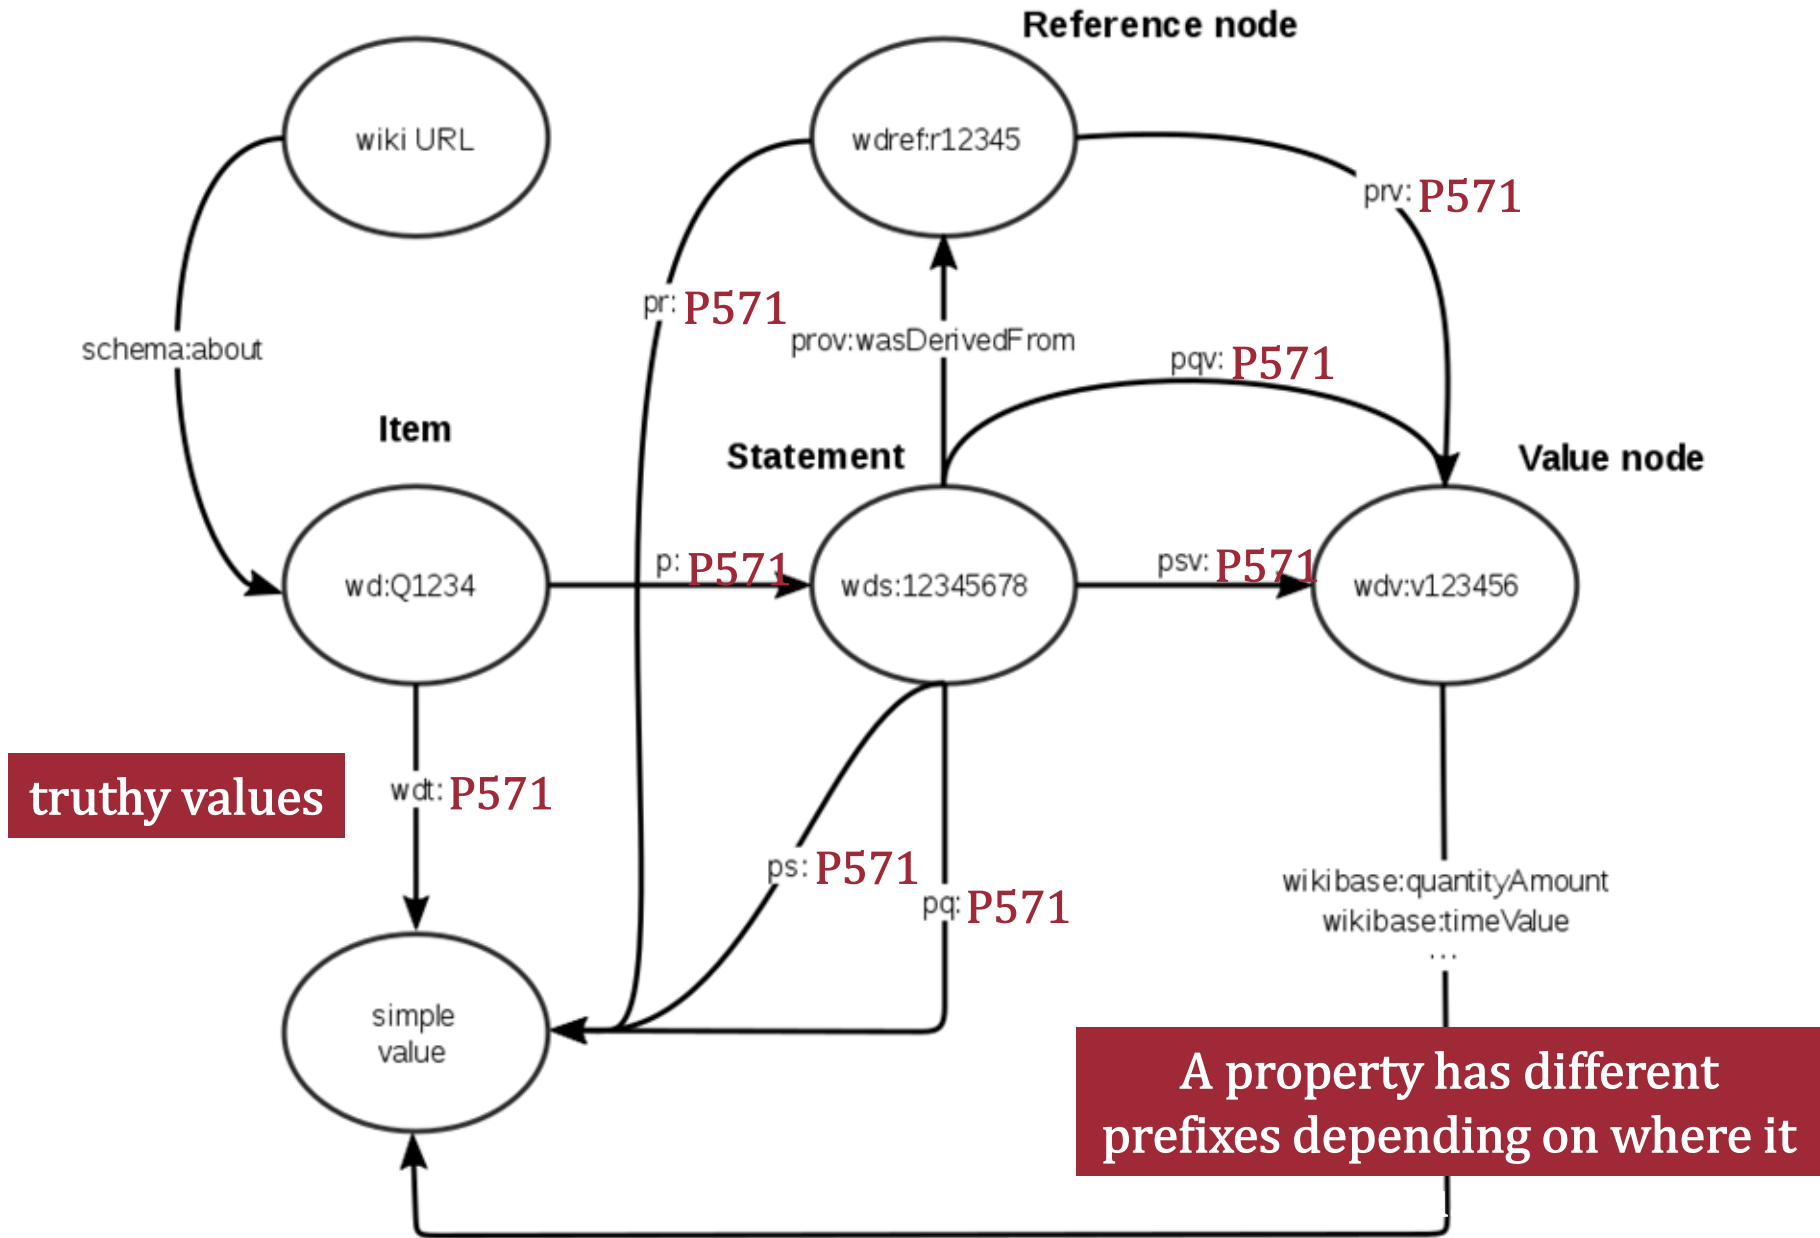 Reference node
wiki URL
wdref:r12345
prv: P571
pr: P571
prov:wasDerivedFrom
schema:about
pqv: P571
Item
Statement
Value node
p: P571
psv: P571
wd:Q1234
wds:12345678
wdv:v123456
truthy values
wdt: P571
ps: P571
pq: P571
wikibase:quantityAmount
wikibase:timeValue
...
simple
value
A property has different
prefixes depending on where it